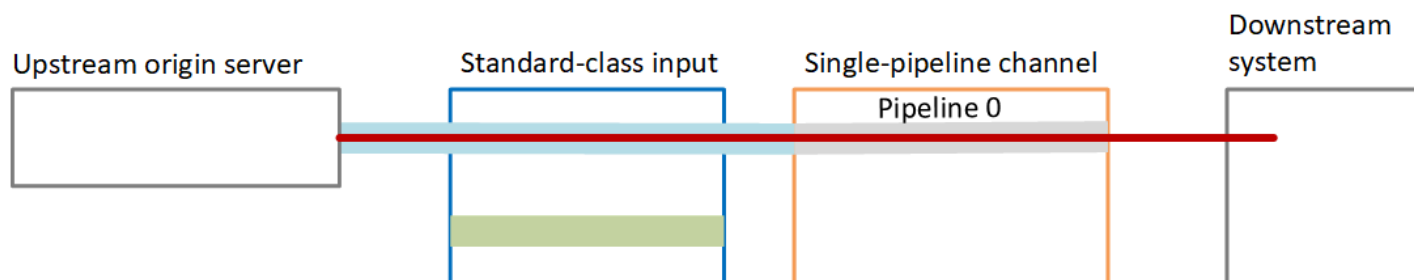 Upstream origin server
Standard-class input
Single-pipeline channel
Downstream
system
Pipeline 0